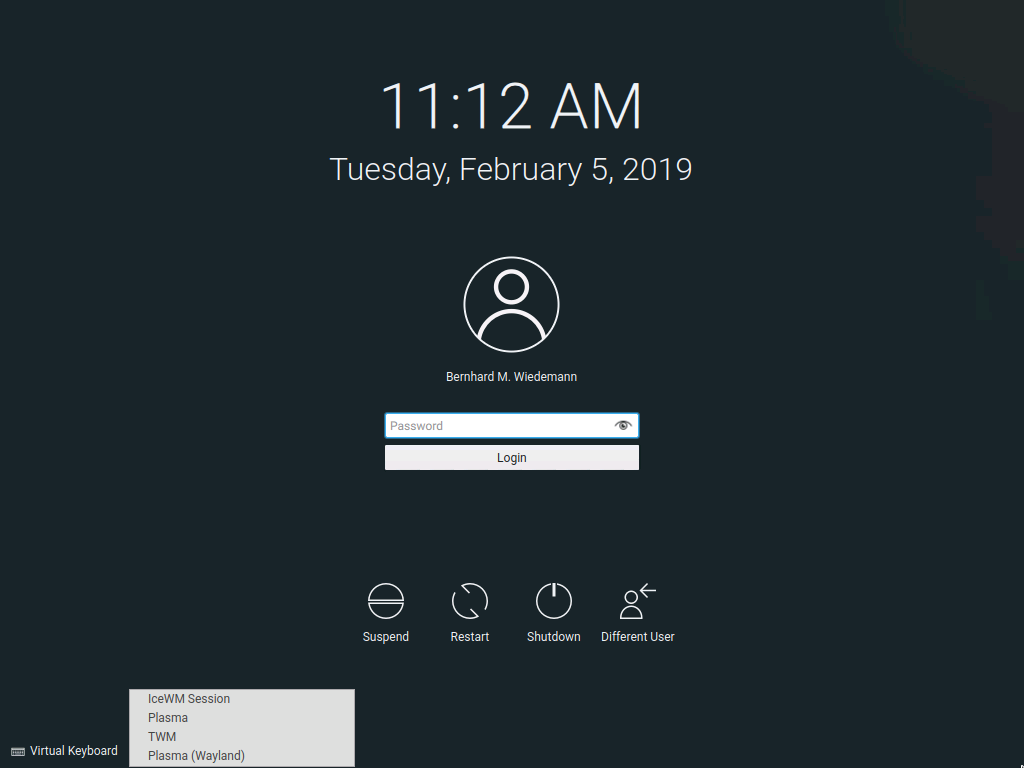 11:12 AM
Tuesday, February 5, 2019
Bernhard M. Wiedemann
Password
Login
Suspend
Restart
Shutdown
Different User
IceWM Session
Plasma
TWM
Plasma (Wayland)
Virtual Keyboard